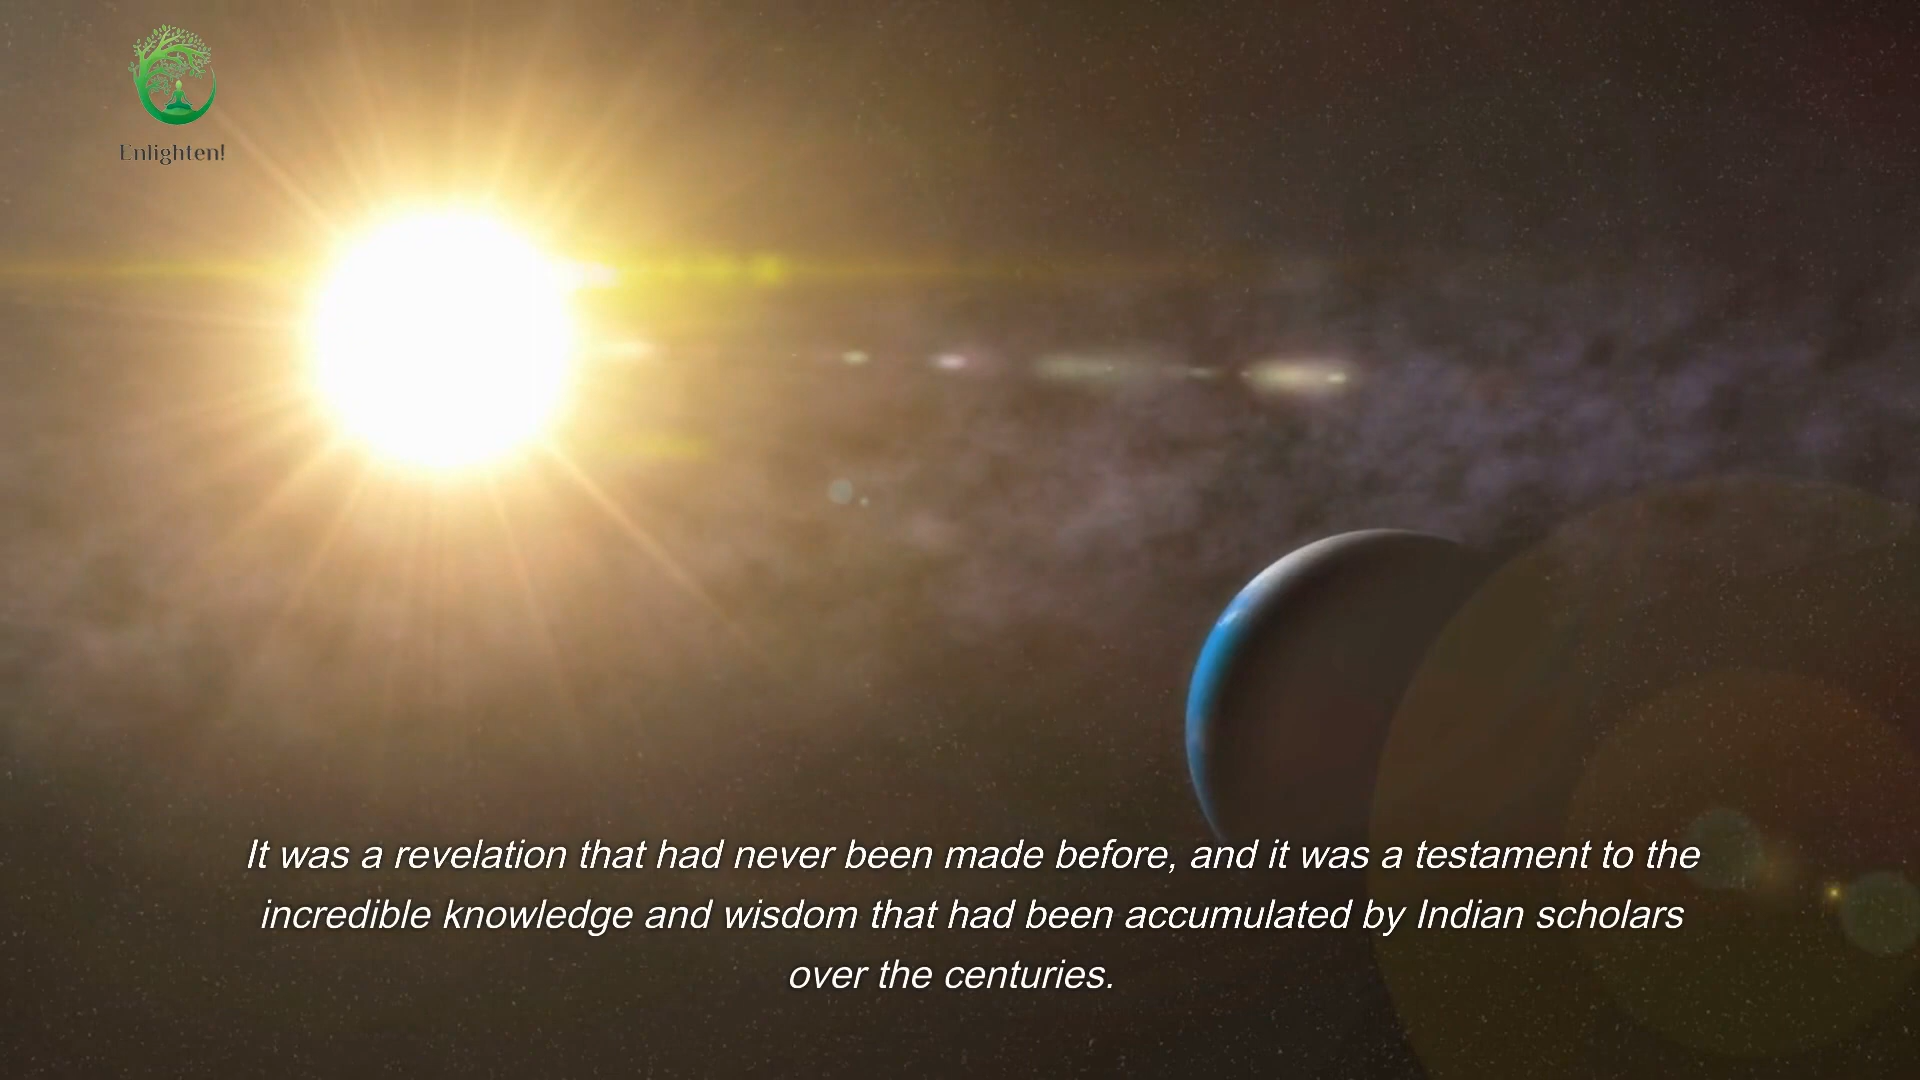 Enlighten!
It was a revelation that had never been made before, and it was a testament to the
incredible knowledge and wisdom that had been accumulated by Indian scholars
over the centuries.